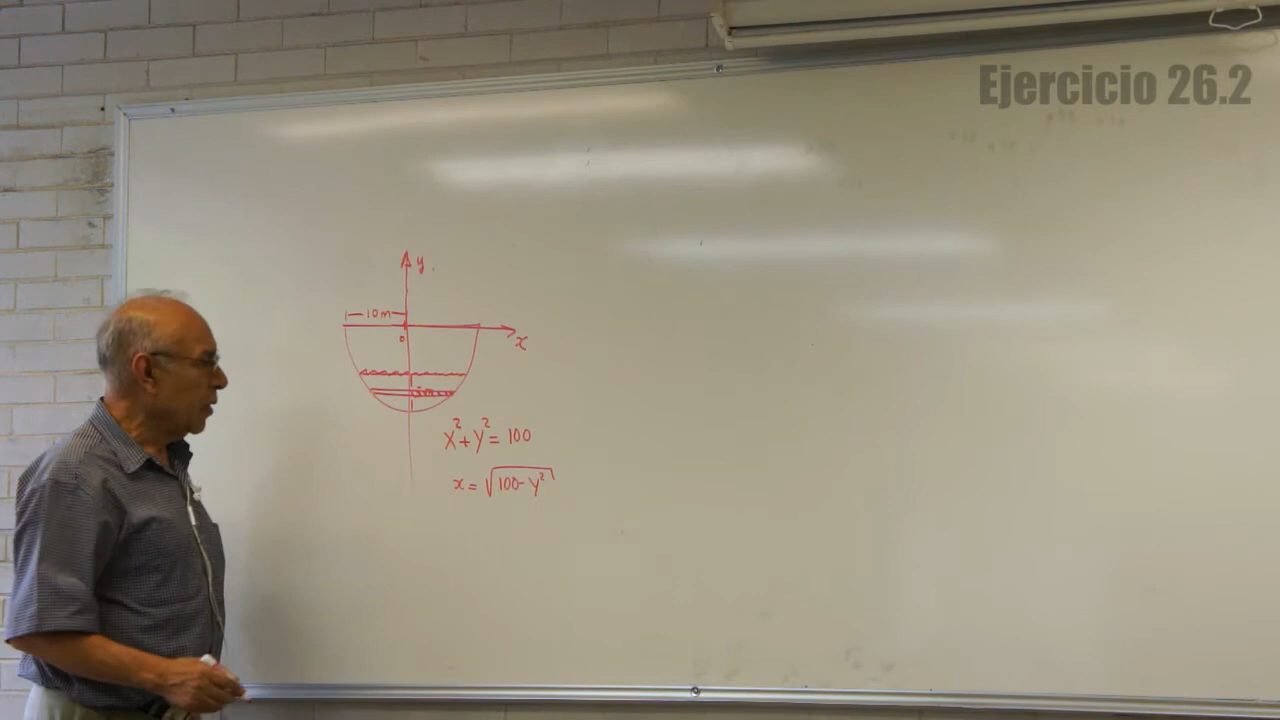 Ejercicio 26.2
y
10m
0
x
x² + y² = 100
x = √100 - y²